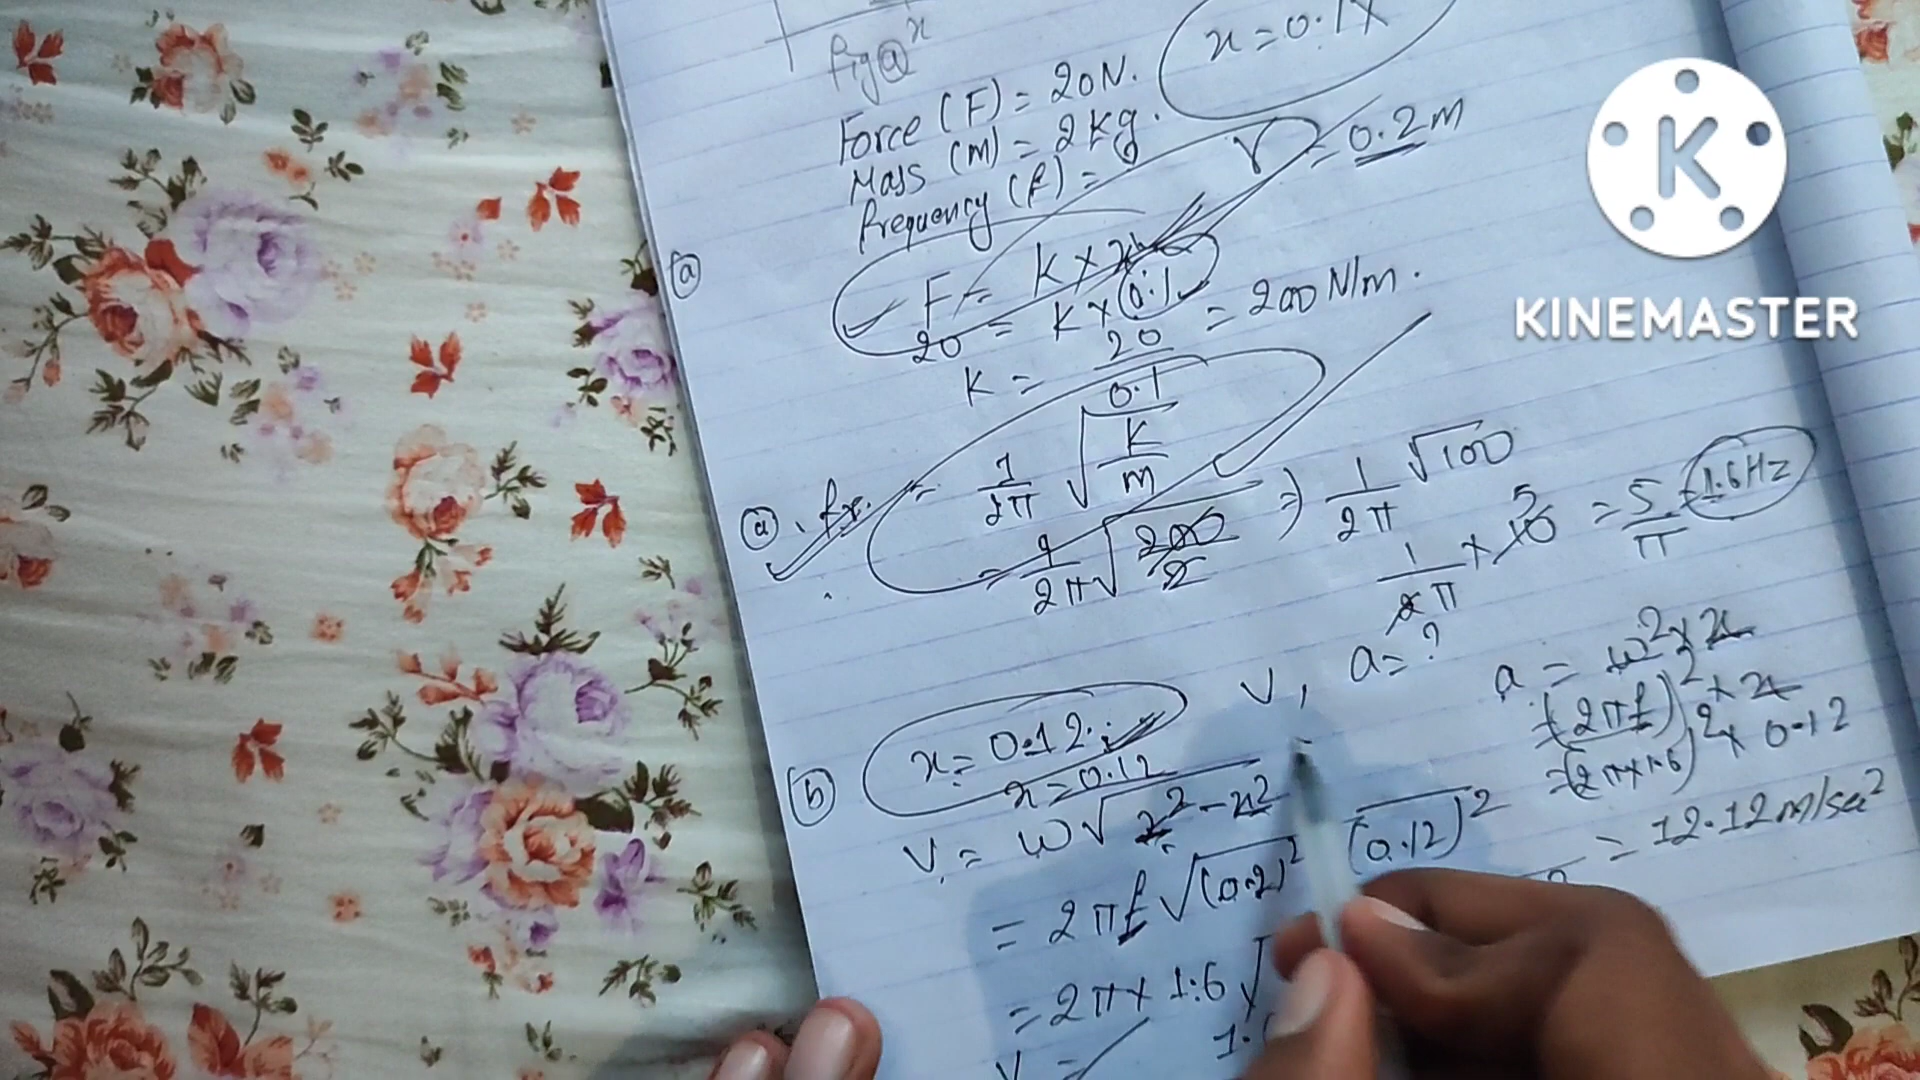 fig ⓐ x
x = 0.1
Force (F) = 20N.
Mass (m) = 2kg.
frequency (f) =
r = 0.2m
ⓐ
F = K × x
20 = K × 0.1
K = 20/0.1 = 200 N/m.
ⓐ. fr. = 1/2π √K/m
= 1/2π √200/2 ⇒ 1/2π √100
1/2π × 10 5 = 5/π = 1.6Hz
ⓑ x = 0.12.
x = 0.12
V, a = ?
V = ω√r² - x²
= 2πf √(0.2)² (0.12)²
= 2π × 1.6 √
V =
a = ω² × x
= (2πf)² × x
= (2π×1.6)² × 0.12
= 12.12 m/sec²
K
KINEMASTER